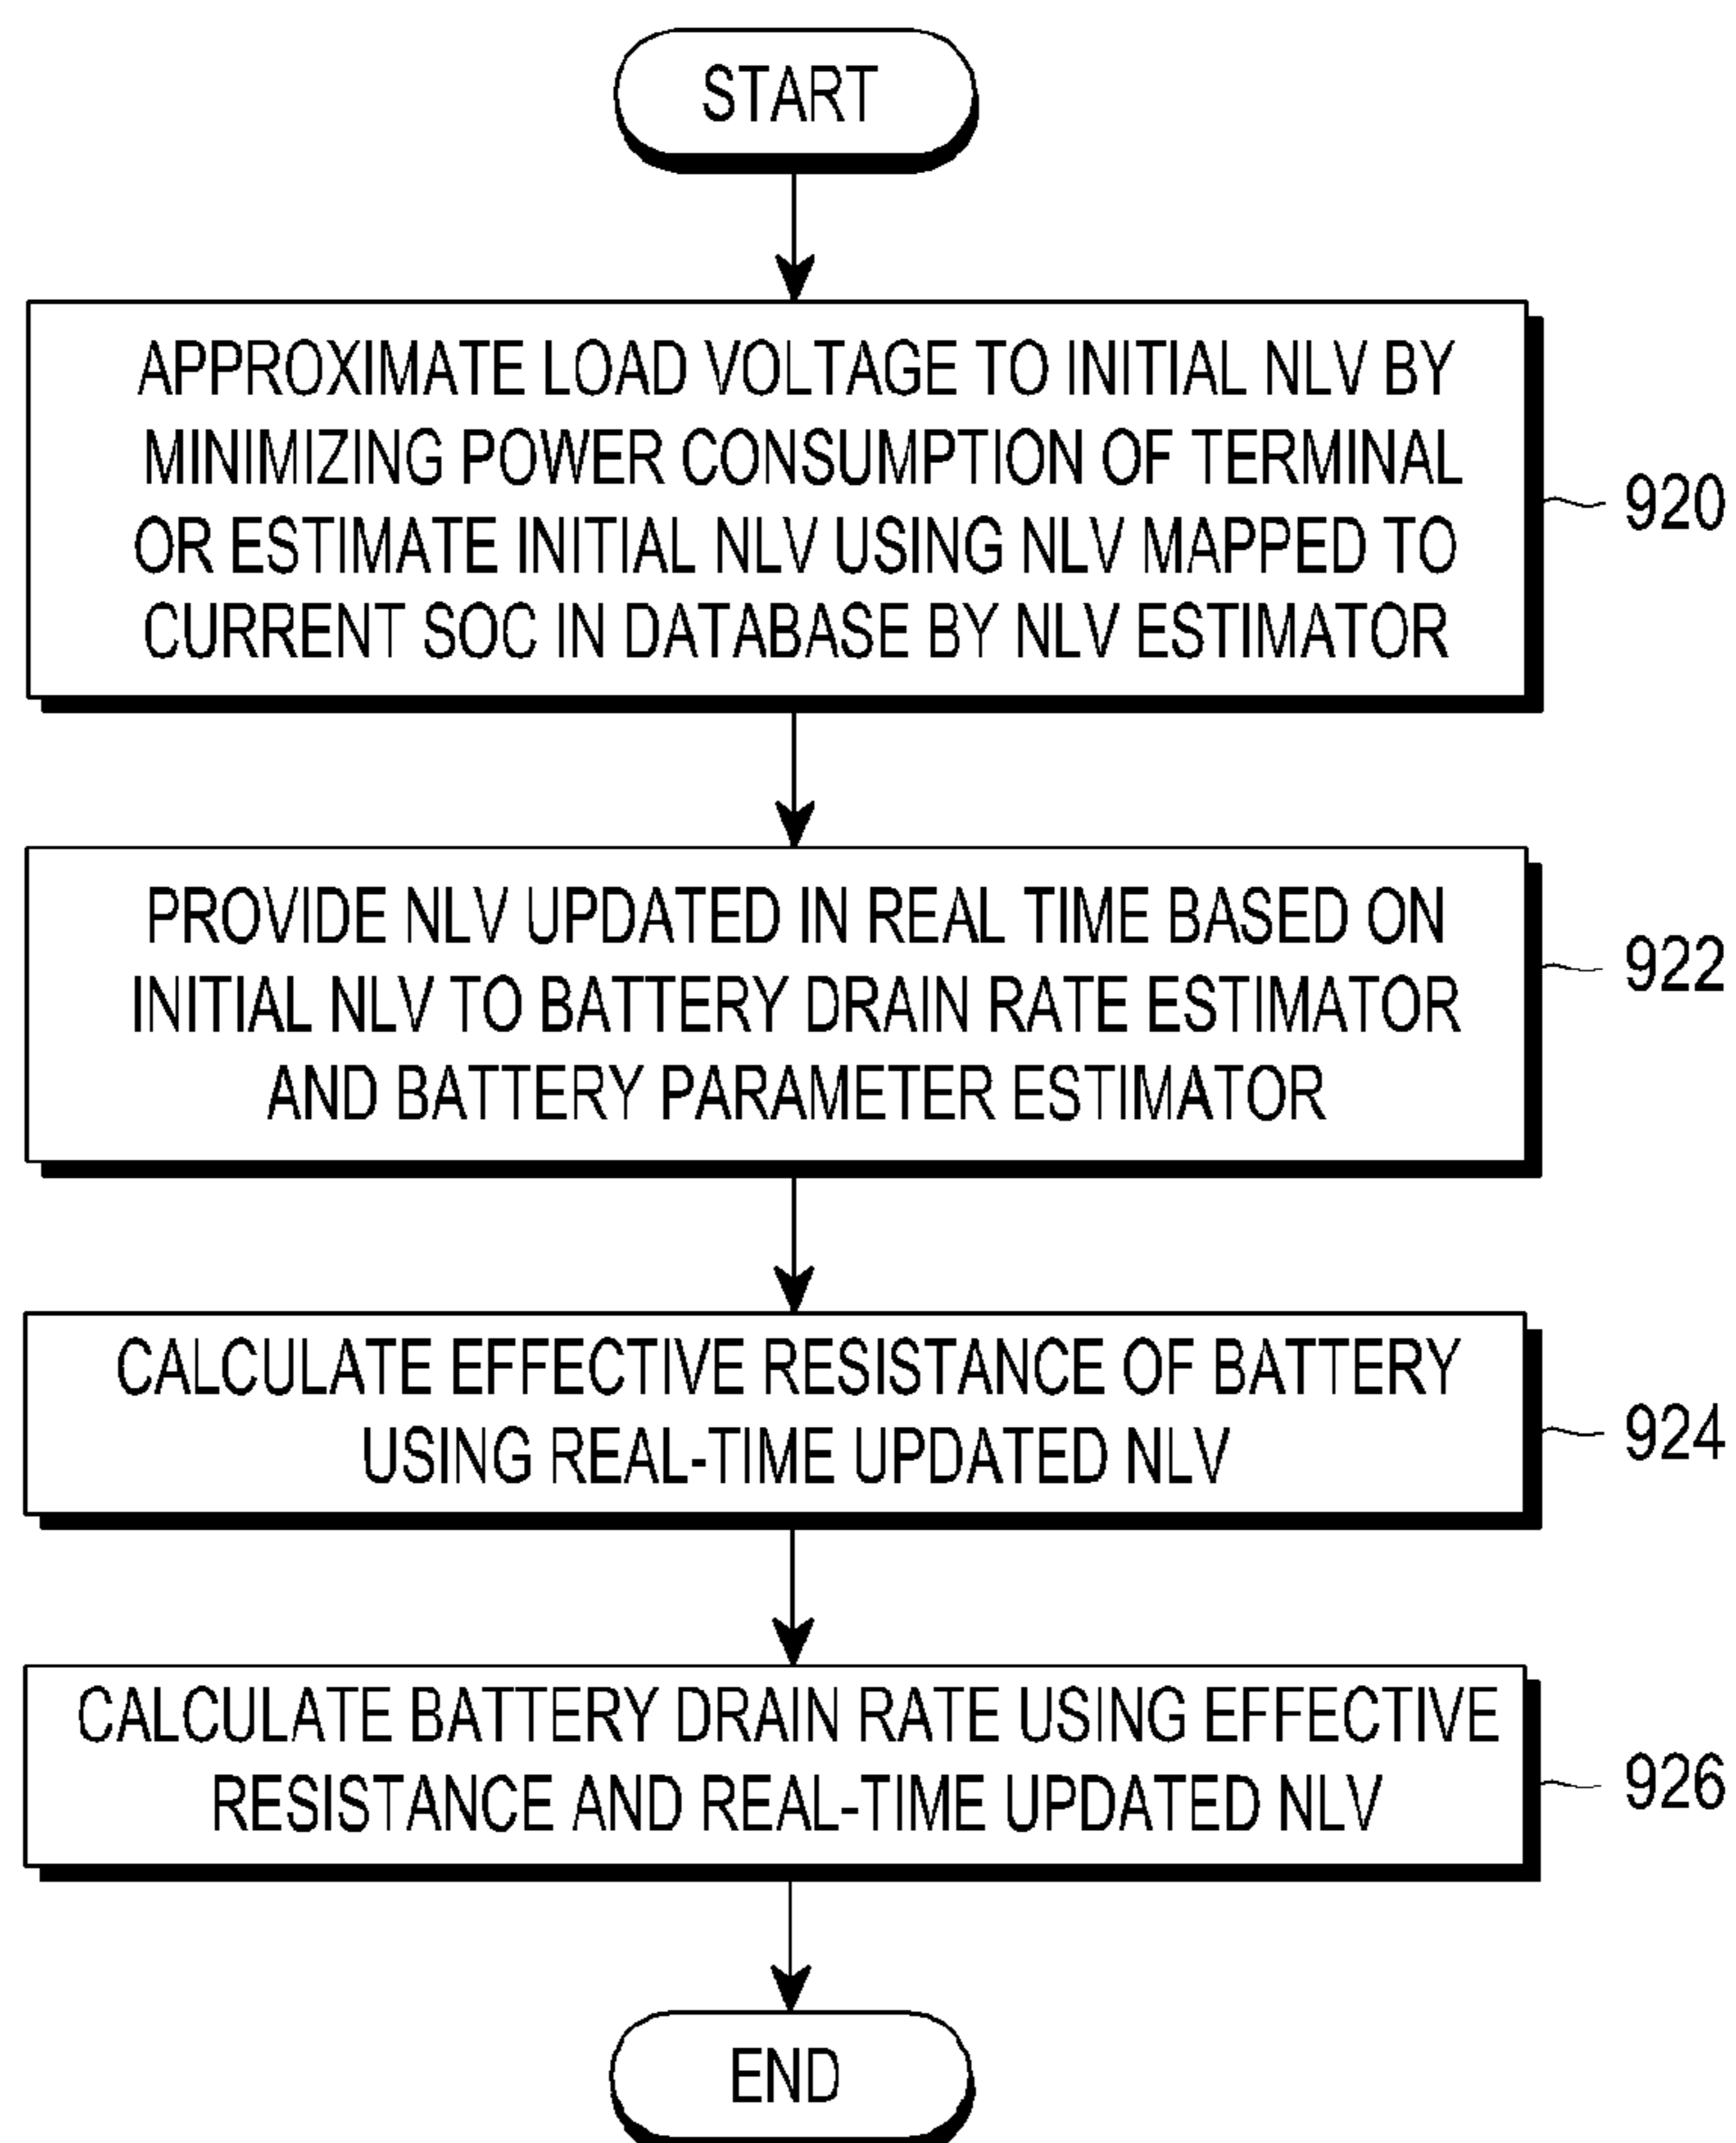 START
APPROXIMATE LOAD VOLTAGE TO INITIAL NLV BY
MINIMIZING POWER CONSUMPTION OF TERMINAL
OR ESTIMATE INITIAL NLV USING NLV MAPPED TO
CURRENT SOC IN DATABASE BY NLV ESTIMATOR
920
PROVIDE NLV UPDATED IN REAL TIME BASED ON
INITIAL NLV TO BATTERY DRAIN RATE ESTIMATOR
AND BATTERY PARAMETER ESTIMATOR
922
CALCULATE EFFECTIVE RESISTANCE OF BATTERY
USING REAL-TIME UPDATED NLV
924
CALCULATE BATTERY DRAIN RATE USING EFFECTIVE
RESISTANCE AND REAL-TIME UPDATED NLV
926
END